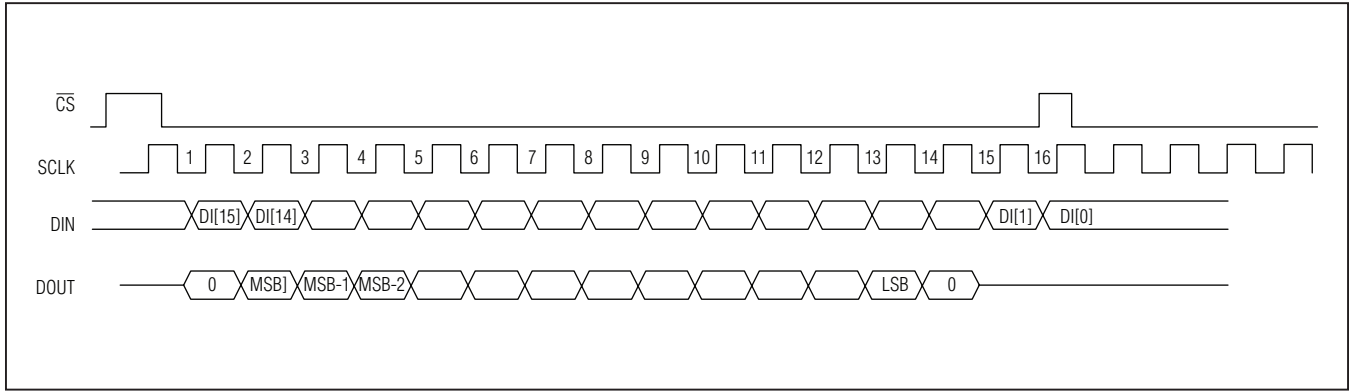 CS
SCLK 1 2 3 4 5 6 7 8 9 10 11 12 13 14 15 16
DIN DI[15] DI[14] DI[1] DI[0]
DOUT 0 MSB] MSB-1 MSB-2 LSB 0